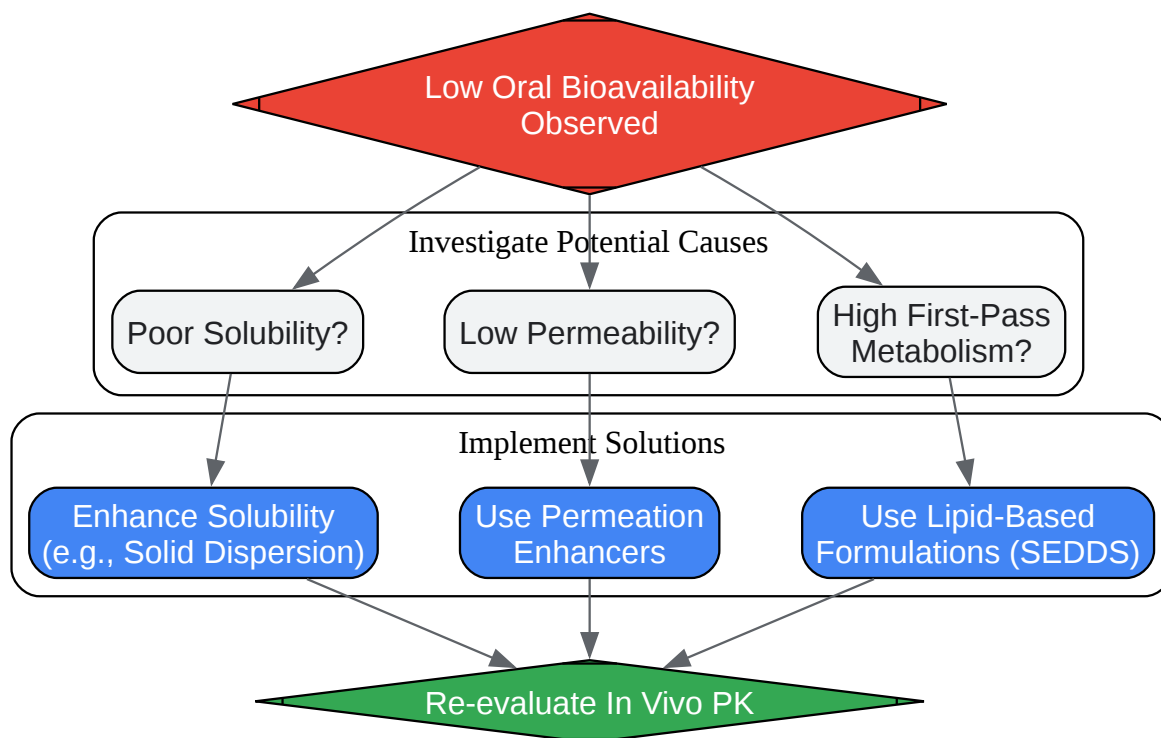 Low Oral Bioavailability
Observed
Investigate Potential Causes
Poor Solubility?
Low Permeability?
High First-Pass
Metabolism?
Implement Solutions
Enhance Solubility
(e.g., Solid Dispersion)
Use Permeation
Enhancers
Use Lipid-Based
Formulations (SEDDS)
Re-evaluate In Vivo PK